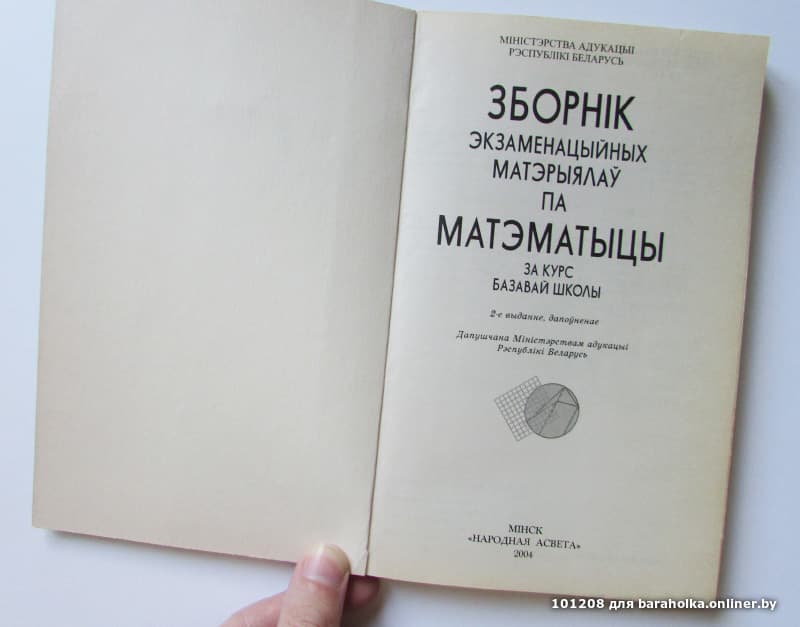 МІНІСТЭРСТВА АДУКАЦЫІ
РЭСПУБЛІКІ БЕЛАРУСЬ
ЗБОРНІК
ЭКЗАМЕНАЦЫЙНЫХ
МАТЭРЫЯЛАЎ
ПА
МАТЭМАТЫЦЫ
ЗА КУРС
БАЗАВАЙ ШКОЛЫ
2-е выданне, дапоўненае
Дапушчана Міністэрствам адукацыі
Рэспублікі Беларусь
МІНСК
«НАРОДНАЯ АСВЕТА»
2004
101208 для baraholka.onliner.by